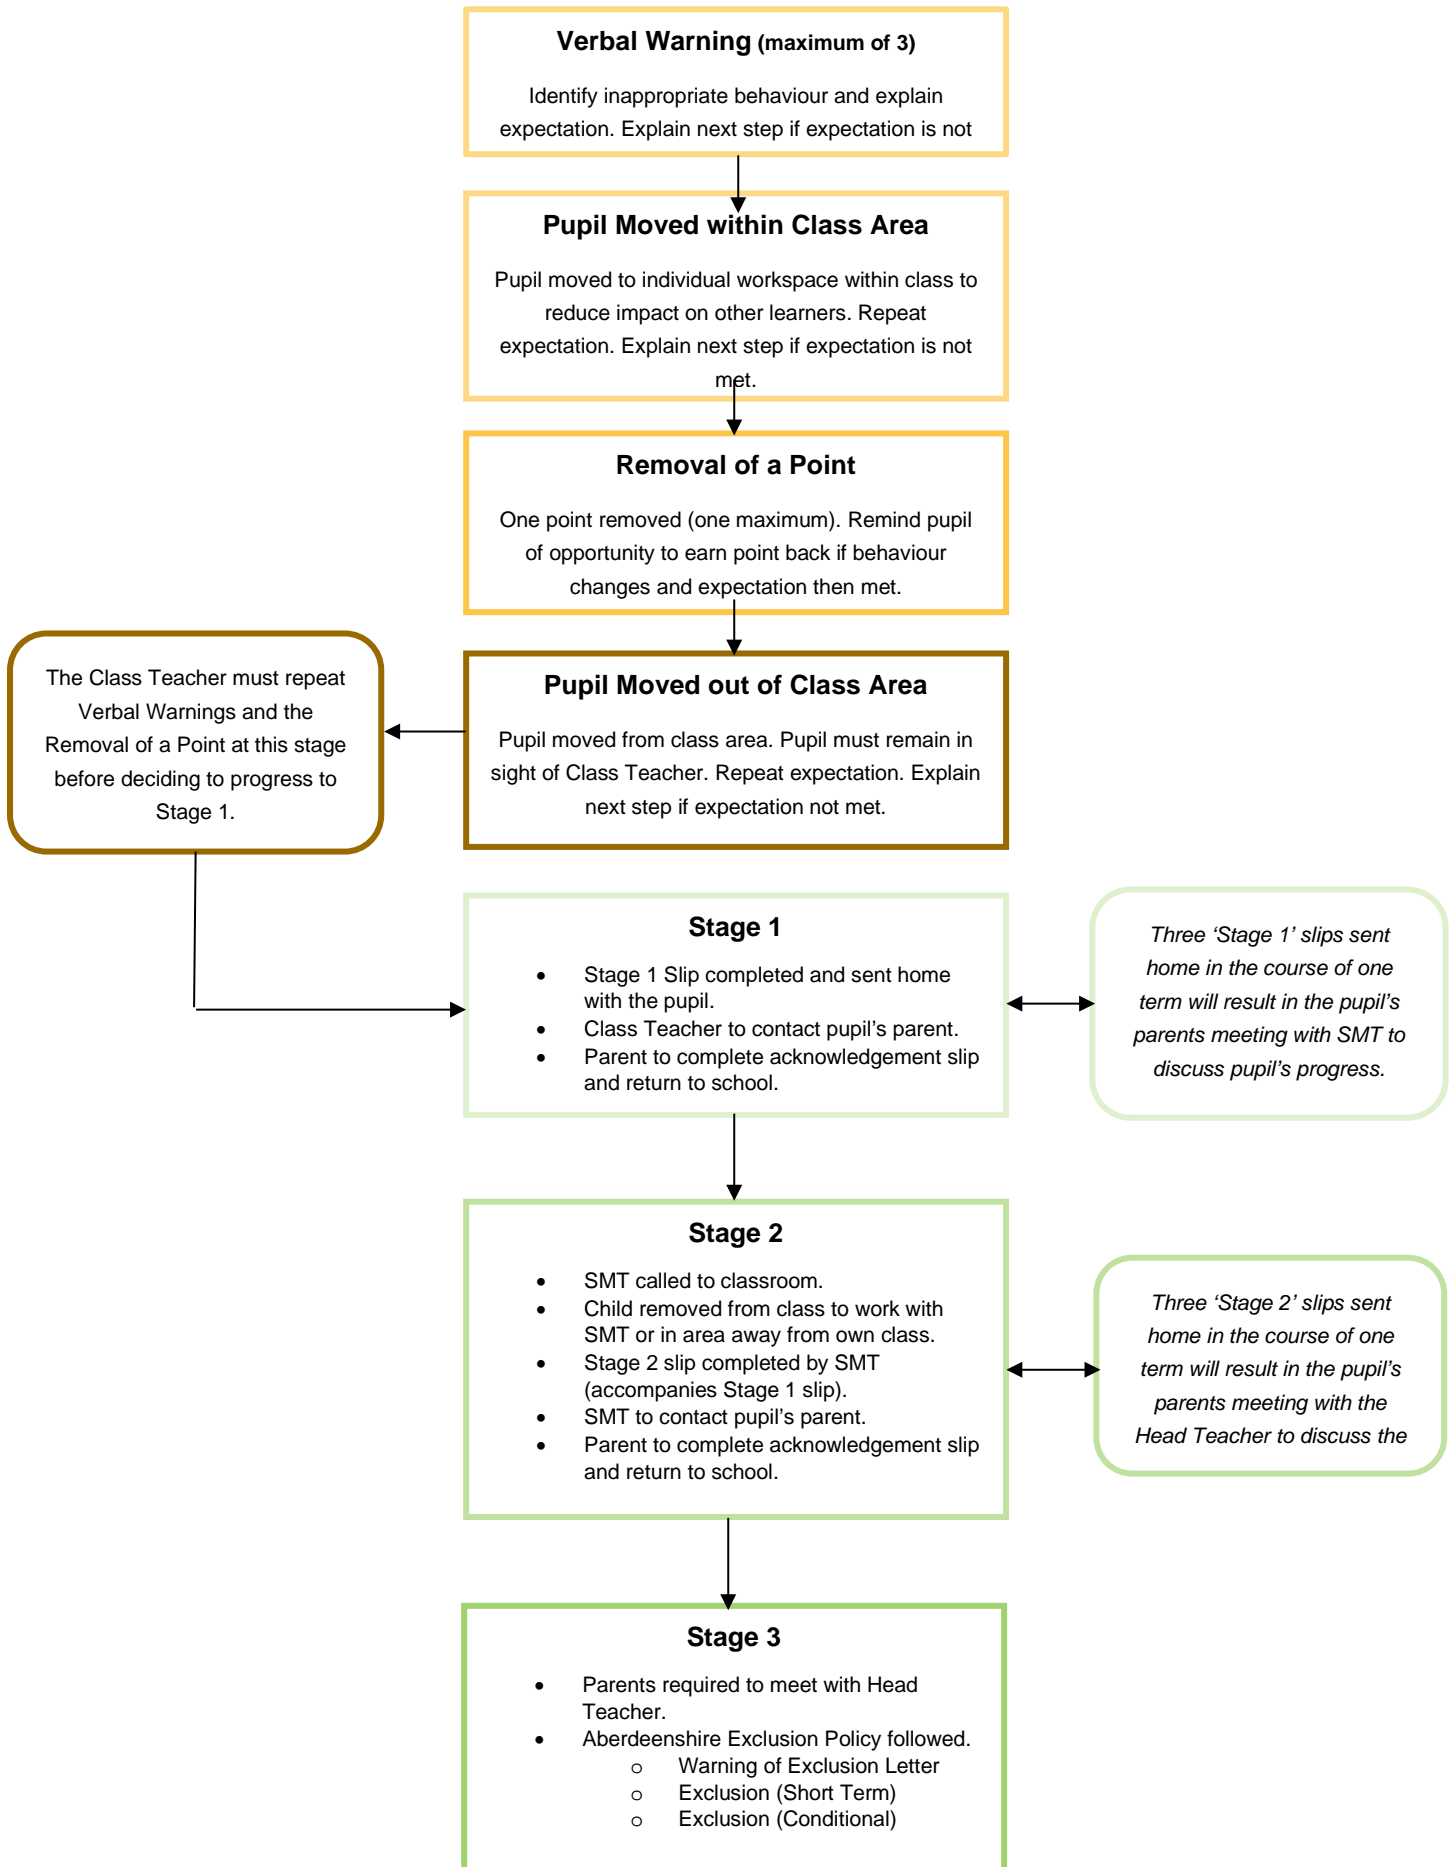 Verbal Warning (maximum of 3)
Identify inappropriate behaviour and explain
expectation. Explain next step if expectation is not
Pupil Moved within Class Area
Pupil moved to individual workspace within class to
reduce impact on other learners. Repeat
expectation. Explain next step if expectation is not
met.
Removal of a Point
One point removed (one maximum). Remind pupil
of opportunity to earn point back if behaviour
changes and expectation then met.
Pupil Moved out of Class Area
Pupil moved from class area. Pupil must remain in
sight of Class Teacher. Repeat expectation. Explain
next step if expectation not met.
The Class Teacher must repeat
Verbal Warnings and the
Removal of a Point at this stage
before deciding to progress to
Stage 1.
Stage 1
• Stage 1 Slip completed and sent home
with the pupil.
• Class Teacher to contact pupil’s parent.
• Parent to complete acknowledgement slip
and return to school.
Three ‘Stage 1’ slips sent
home in the course of one
term will result in the pupil’s
parents meeting with SMT to
discuss pupil’s progress.
Stage 2
• SMT called to classroom.
• Child removed from class to work with
SMT or in area away from own class.
• Stage 2 slip completed by SMT
(accompanies Stage 1 slip).
• SMT to contact pupil’s parent.
• Parent to complete acknowledgement slip
and return to school.
Three ‘Stage 2’ slips sent
home in the course of one
term will result in the pupil’s
parents meeting with the
Head Teacher to discuss the
Stage 3
• Parents required to meet with Head
Teacher.
• Aberdeenshire Exclusion Policy followed.
o Warning of Exclusion Letter
o Exclusion (Short Term)
o Exclusion (Conditional)